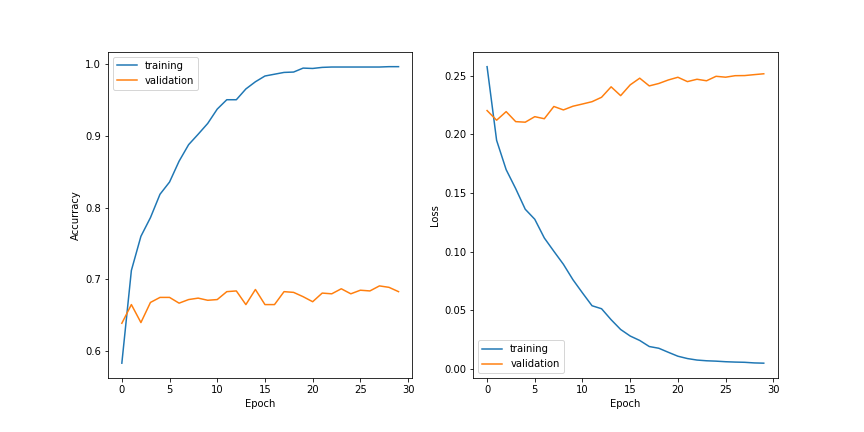 training
validation
1.0
0.9
0.8
0.7
0.6
Accurracy
0 5 10 15 20 25 30
Epoch
0.25
0.20
0.15
0.10
0.05
0.00
Loss
training
validation
0 5 10 15 20 25 30
Epoch